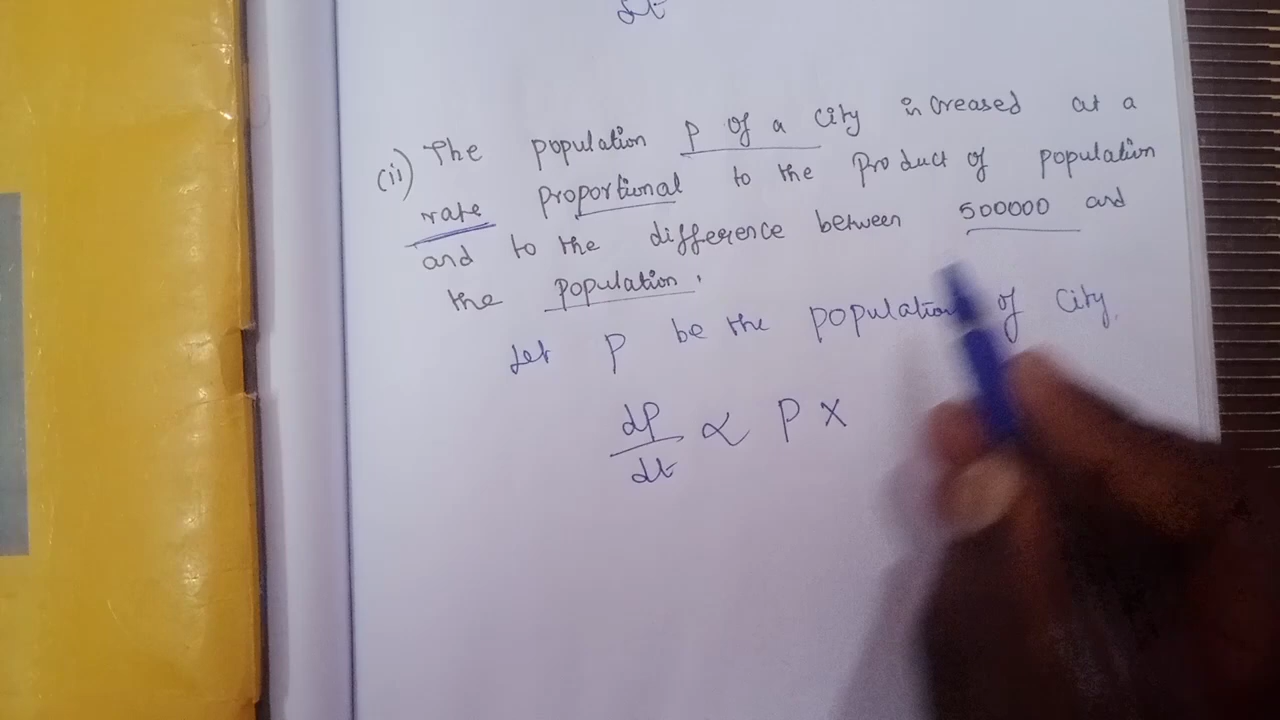 dt
(ii) The population P of a city increased at a
rate proportional to the product of population
and to the difference between 500000 and
the population.
Let P be the population of city.
dP/dt ∝ P ×